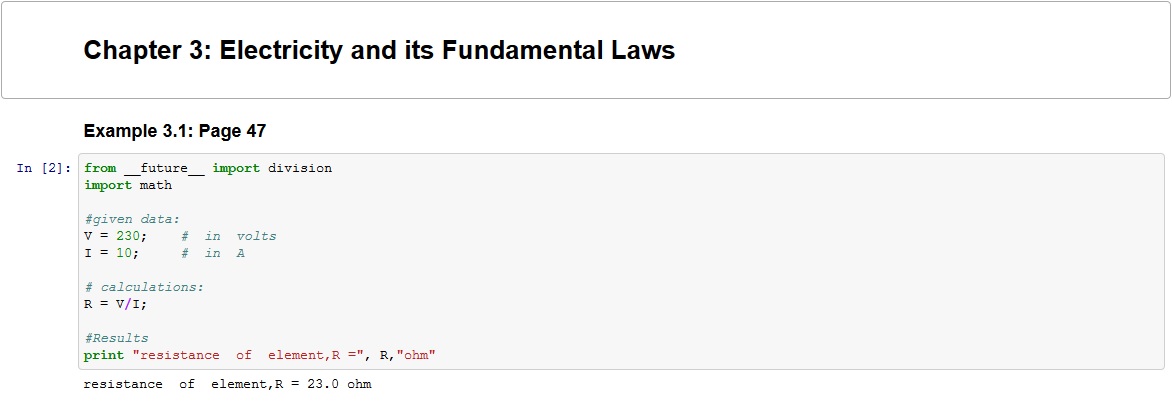 Chapter 3: Electricity and its Fundamental Laws
Example 3.1: Page 47
In [2]: from __future__ import division
import math
#given data:
V = 230;    #  in  volts
I = 10;     #  in  A
# calculations:
R = V/I;
#Results
print "resistance  of  element,R =", R,"ohm"
resistance  of  element,R = 23.0 ohm